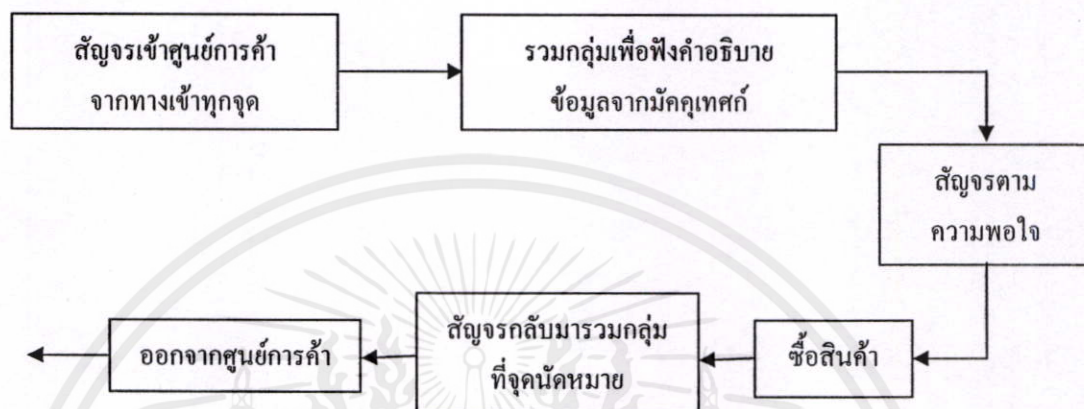 สัญจรเข้าศูนย์การค้า
จากทางเข้าทุกจุด
รวมกลุ่มเพื่อฟังคำอธิบาย
ข้อมูลจากมัคคุเทศก์
สัญจรตาม
ความพอใจ
ซื้อสินค้า
สัญจรกลับมารวมกลุ่ม
ที่จุดนัดหมาย
ออกจากศูนย์การค้า